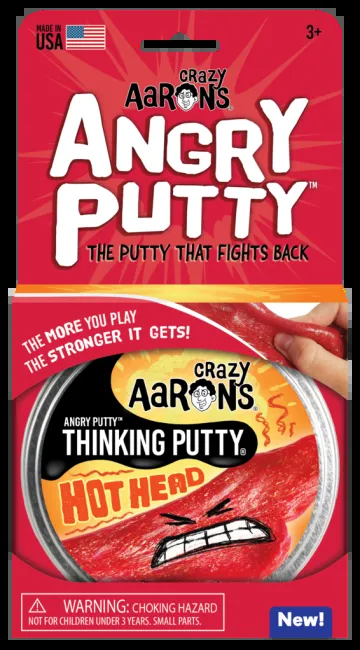 MADE IN
USA
3+
CRAZY
AARON'S®
ANGRY
PUTTY™
THE PUTTY THAT FIGHTS BACK
THE MORE YOU PLAY
THE STRONGER IT GETS!
CRAZY
AARON'S®
ANGRY PUTTY™
THINKING PUTTY®
HOT HEAD
WARNING: CHOKING HAZARD
NOT FOR CHILDREN UNDER 3 YEARS. SMALL PARTS.
New!